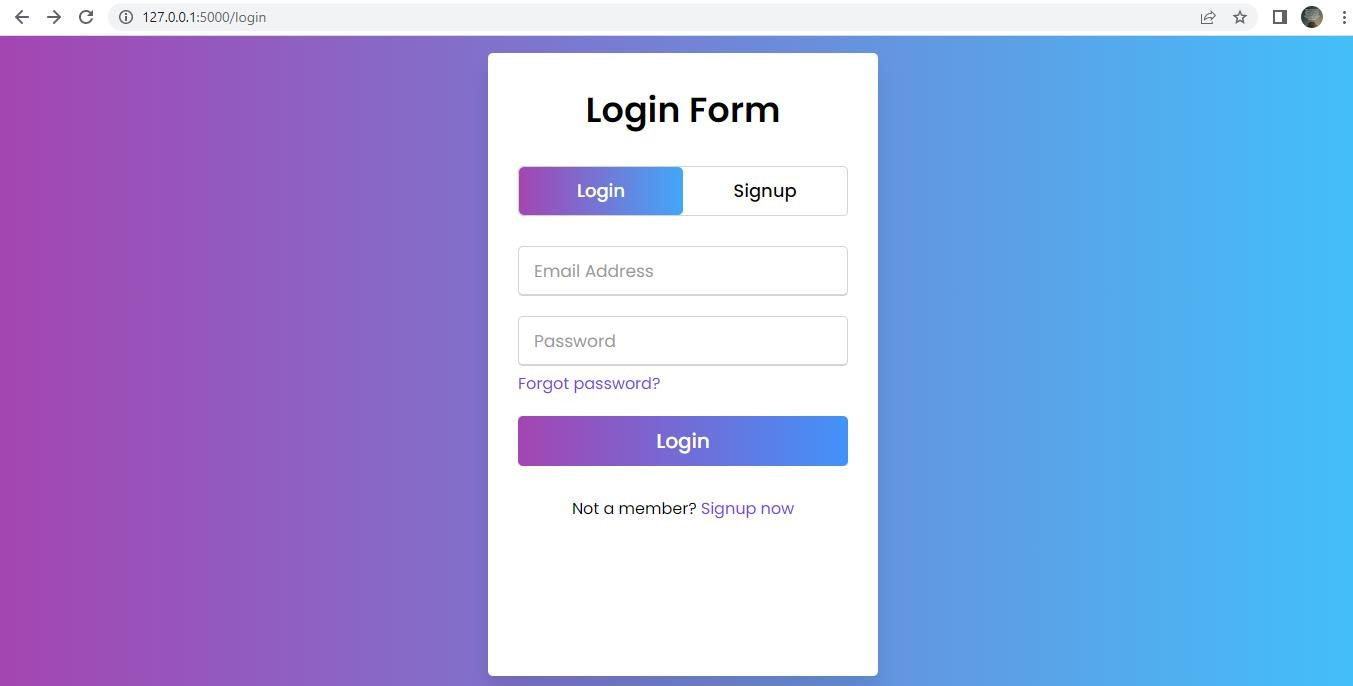 127.0.0.1:5000/login
Login Form
Login Signup
Email Address
Password
Forgot password?
Login
Not a member? Signup now